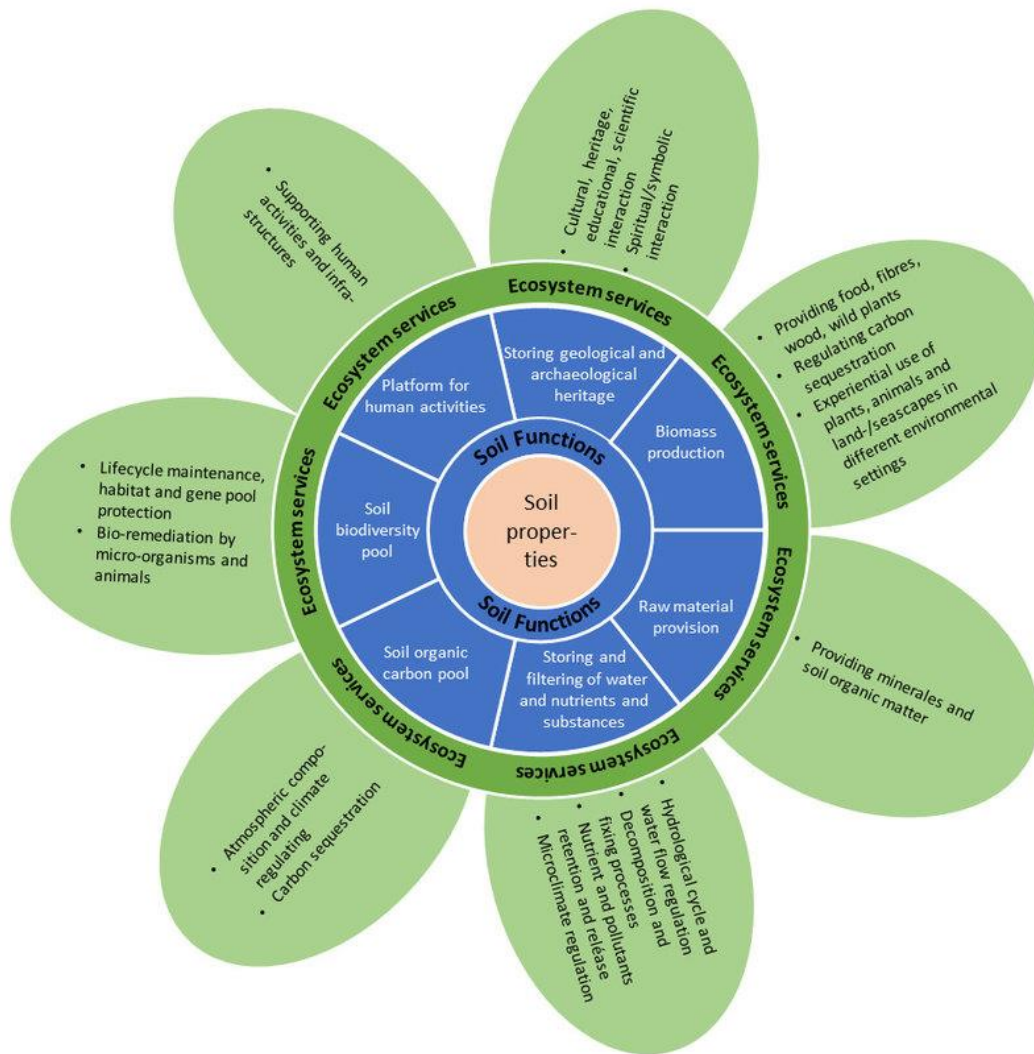 Soil
proper-
ties
Soil Functions
Soil Functions
Storing geological and
archaeological
heritage
Biomass
production
Raw material
provision
Storing and
filtering of water
and nutrients and
substances
Soil organic
carbon pool
Soil
biodiversity
pool
Platform for
human activities
Ecosystem services
Ecosystem services
Ecosystem services
Ecosystem services
Ecosystem services
Ecosystem services
Ecosystem services
• Cultural, heritage,
educational, scientific
interaction
• Spiritual/symbolic
interaction
• Providing food, fibres,
wood, wild plants
• Regulating carbon
sequestration
• Experiential use of
plants, animals and
land-/seascapes in
different environmental
settings
• Providing minerales and
soil organic matter
• Hydrological cycle and
water flow regulation
• Decomposition and
fixing processes
• Nutrient and pollutants
retention and reléase
• Microclimate regulation
• Atmospheric compo-
sition and climate
regulating
• Carbon sequestration
• Lifecycle maintenance,
habitat and gene pool
protection
• Bio-remediation by
micro-organisms and
animals
• Supporting human
activities and infra-
structures